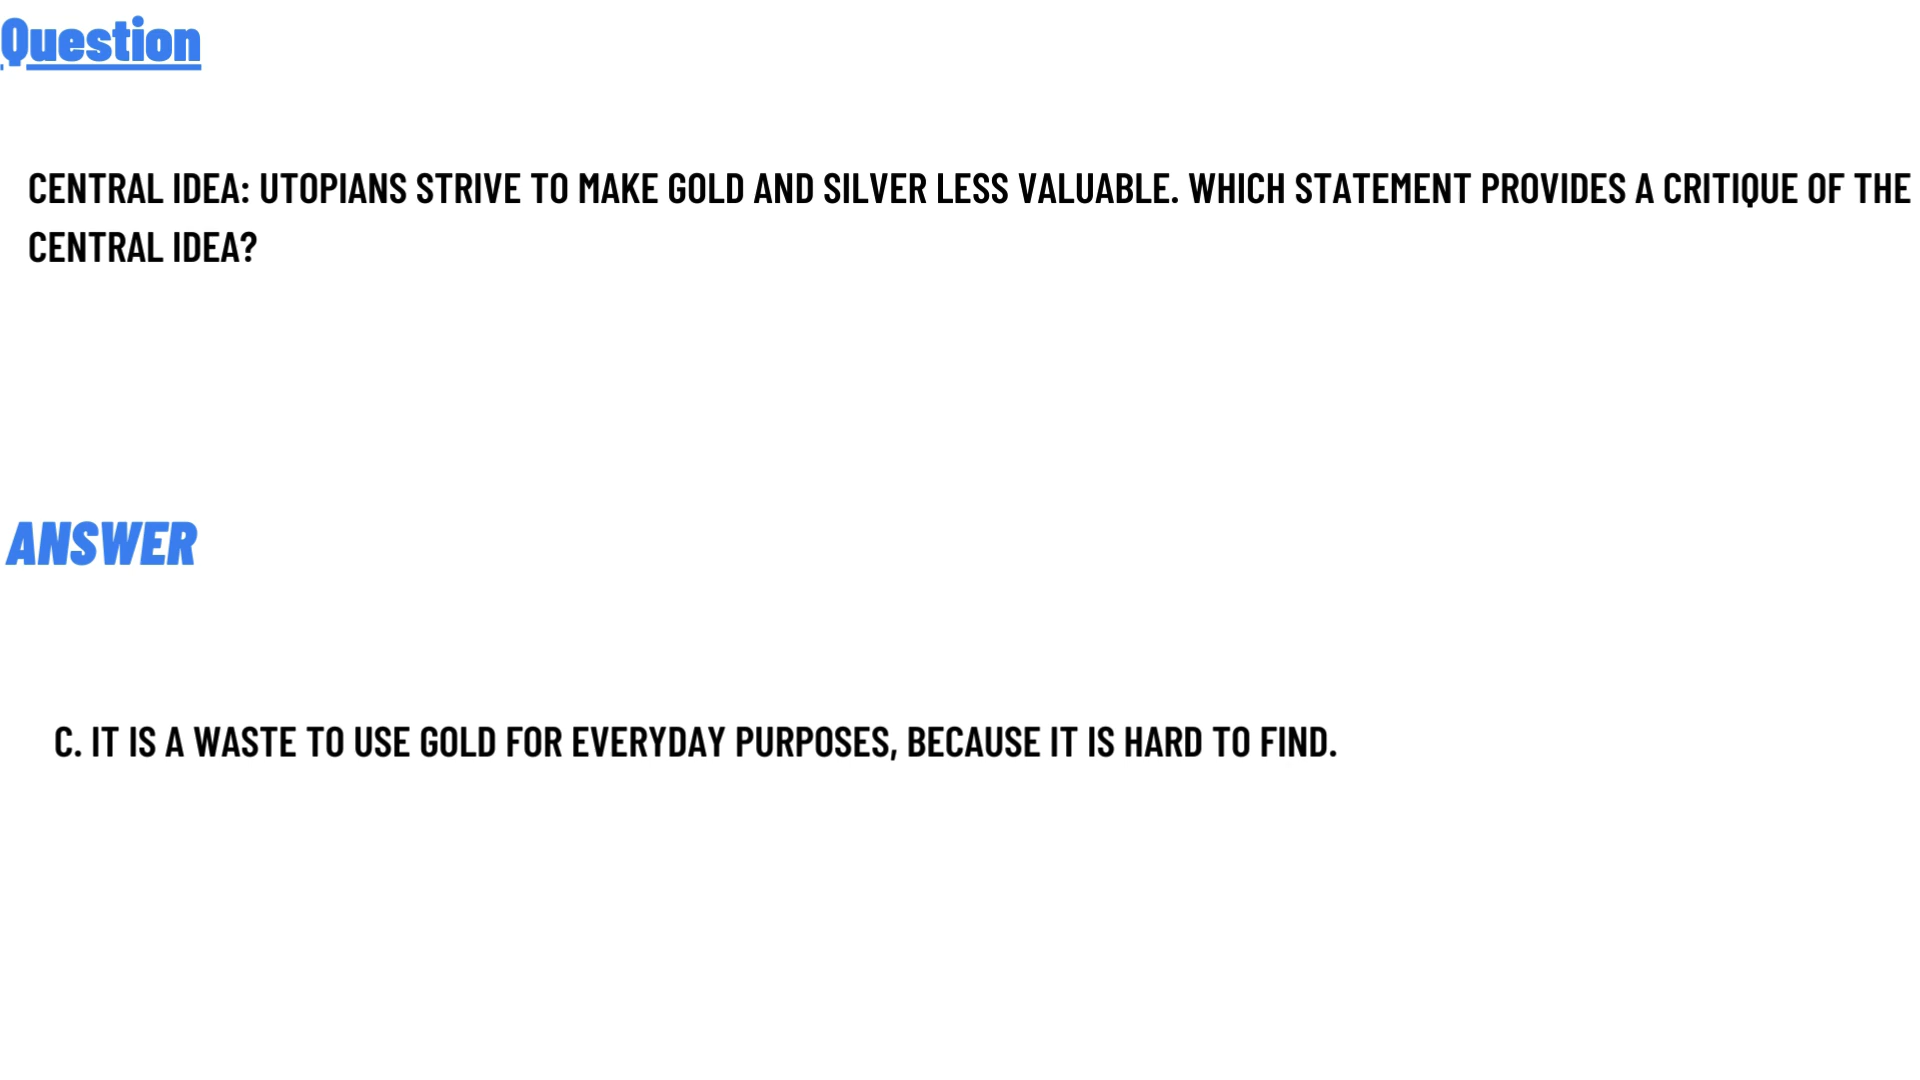 Question
CENTRAL IDEA: UTOPIANS STRIVE TO MAKE GOLD AND SILVER LESS VALUABLE. WHICH STATEMENT PROVIDES A CRITIQUE OF THE
CENTRAL IDEA?
ANSWER
C. IT IS A WASTE TO USE GOLD FOR EVERYDAY PURPOSES, BECAUSE IT IS HARD TO FIND.